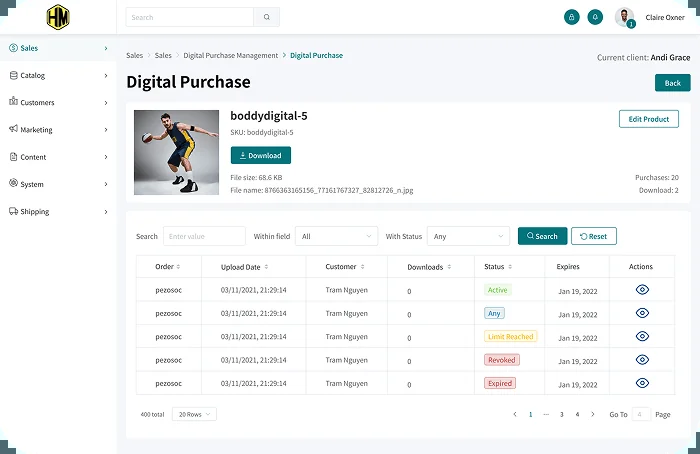 HM
Search
1
Claire Oxner
Sales
Catalog
Customers
Marketing
Content
System
Shipping
Sales > Sales > Digital Purchase Management > Digital Purchase
Current client: Andi Grace
Digital Purchase
Back
boddydigital-5
Edit Product
SKU: boddydigital-5
Download
File size: 68.6 KB
Purchases: 20
File name: 8766363165156_77161767327_82812726_n.jpg
Download: 2
Search Enter value Within field All With Status Any Search Reset
Order Upload Date Customer Downloads Status Expires Actions
pezosoc 03/11/2021, 21:29:14 Tram Nguyen 0 Active Jan 19, 2022
pezosoc 03/11/2021, 21:29:14 Tram Nguyen 0 Any Jan 19, 2022
pezosoc 03/11/2021, 21:29:14 Tram Nguyen 0 Limit Reached Jan 19, 2022
pezosoc 03/11/2021, 21:29:14 Tram Nguyen 0 Revoked Jan 19, 2022
pezosoc 03/11/2021, 21:29:14 Tram Nguyen 0 Expired Jan 19, 2022
400 total 20 Rows < 1 ··· 3 4 > Go To 4 Page